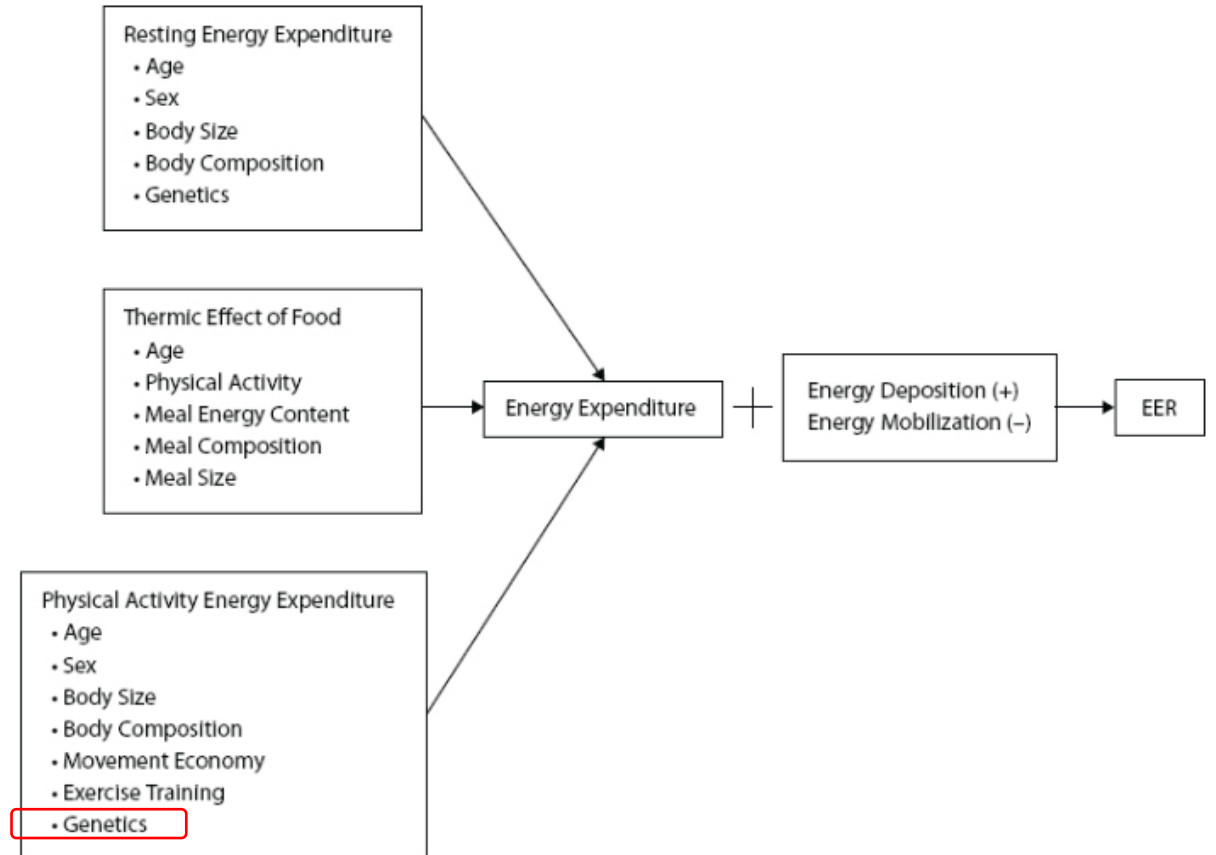 Resting Energy Expenditure
• Age
• Sex
• Body Size
• Body Composition
• Genetics
Thermic Effect of Food
• Age
• Physical Activity
• Meal Energy Content
• Meal Composition
• Meal Size
Physical Activity Energy Expenditure
• Age
• Sex
• Body Size
• Body Composition
• Movement Economy
• Exercise Training
• Genetics
Energy Expenditure
+
Energy Deposition (+)
Energy Mobilization (–)
EER